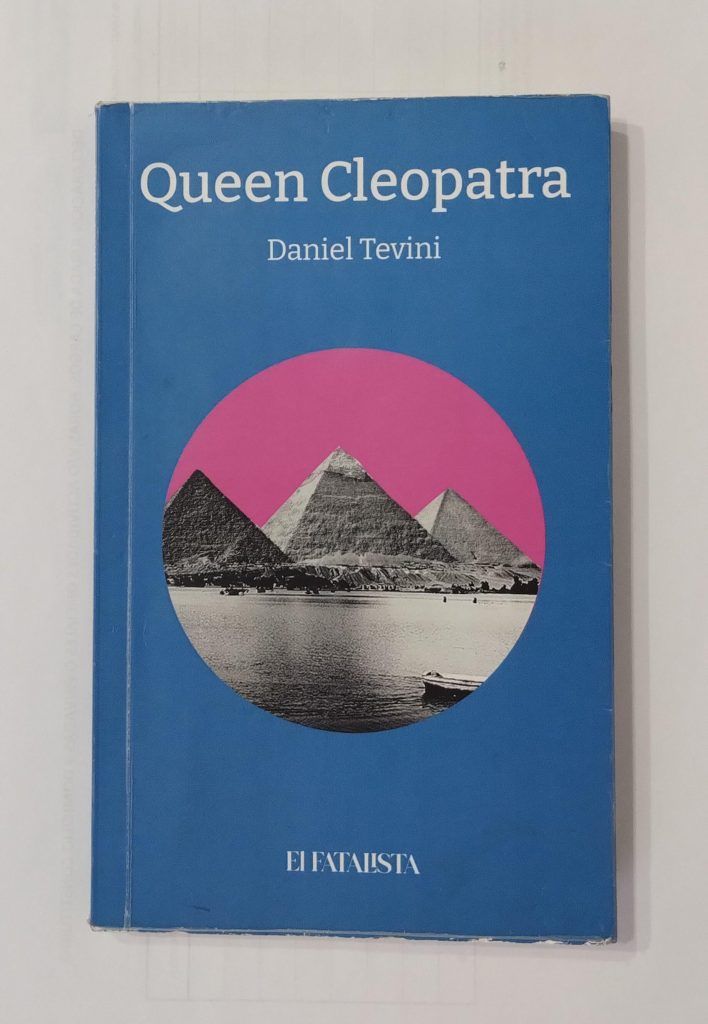 Queen Cleopatra
Daniel Tevini
El FATALISTA